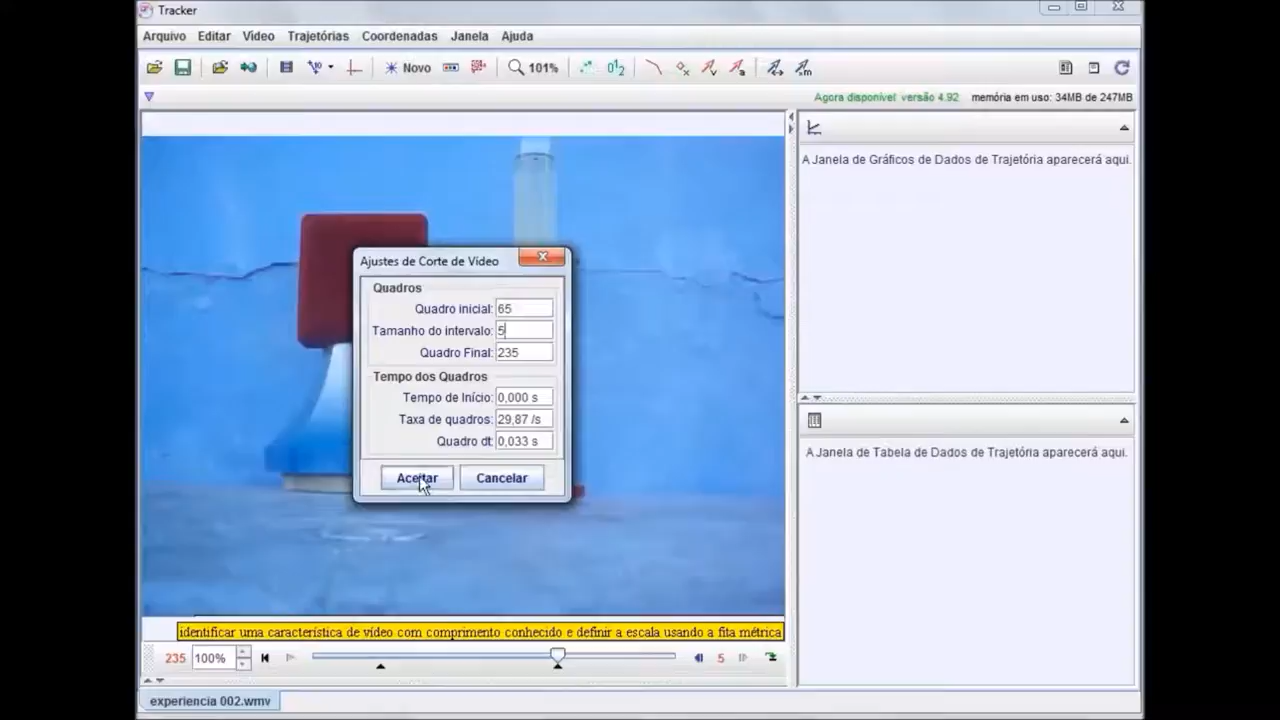 Tracker
Arquivo Editar Vídeo Trajetórias Coordenadas Janela Ajuda
Novo 101%
Agora disponível versão 4.92 memória em uso: 34MB de 247MB
A Janela de Gráficos de Dados de Trajetória aparecerá aqui.
Ajustes de Corte de Vídeo
Quadros
Quadro inicial: 65
Tamanho do intervalo: 5
Quadro Final: 235
Tempo dos Quadros
Tempo de Início: 0,000 s
Taxa de quadros: 29,87 /s
Quadro dt: 0,033 s
Aceitar Cancelar
A Janela de Tabela de Dados de Trajetória aparecerá aqui.
identificar uma característica de vídeo com comprimento conhecido e definir a escala usando a fita métrica
235 100% 5
experiencia 002.wmv